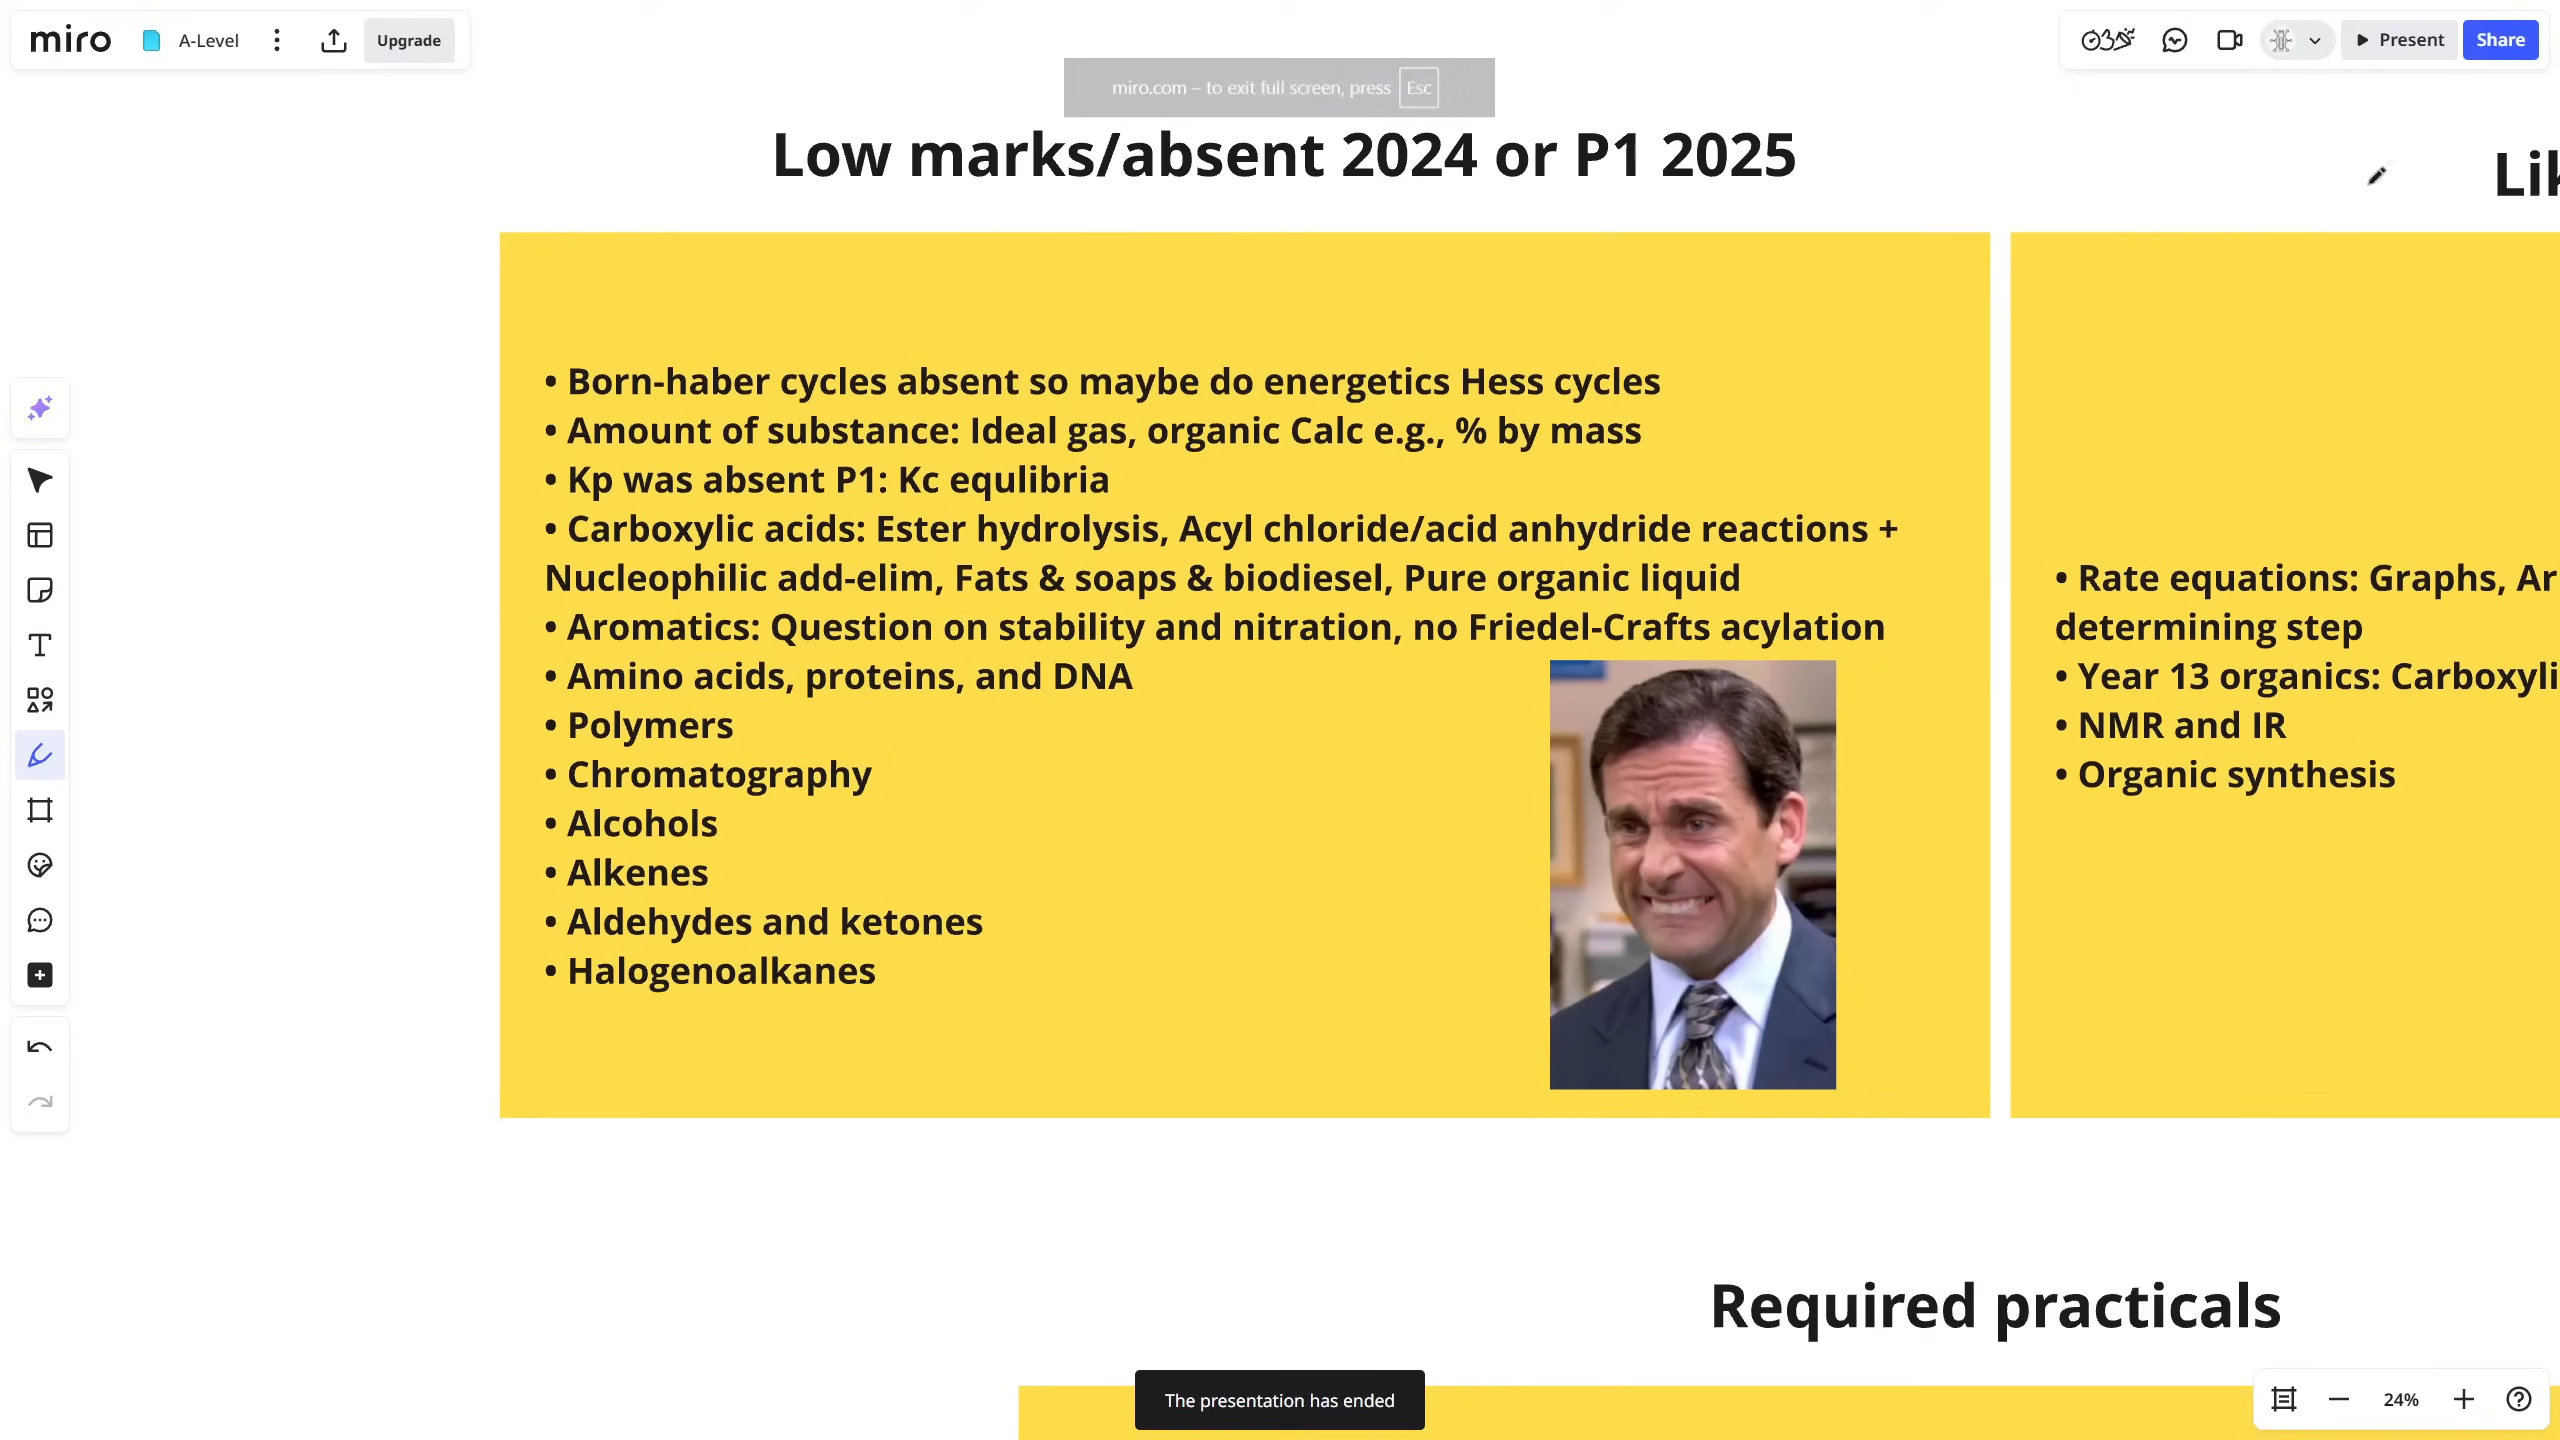 miro
A-Level
Upgrade
Present
Share
miro.com – to exit full screen, press Esc
Low marks/absent 2024 or P1 2025
• Born-haber cycles absent so maybe do energetics Hess cycles
• Amount of substance: Ideal gas, organic Calc e.g., % by mass
• Kp was absent P1: Kc equlibria
• Carboxylic acids: Ester hydrolysis, Acyl chloride/acid anhydride reactions +
Nucleophilic add-elim, Fats & soaps & biodiesel, Pure organic liquid
• Aromatics: Question on stability and nitration, no Friedel-Crafts acylation
• Amino acids, proteins, and DNA
• Polymers
• Chromatography
• Alcohols
• Alkenes
• Aldehydes and ketones
• Halogenoalkanes
• Rate equations: Graphs,
determining step
• Year 13 organics:
• NMR and IR
• Organic synthesis
Required practicals
The presentation has ended
24%